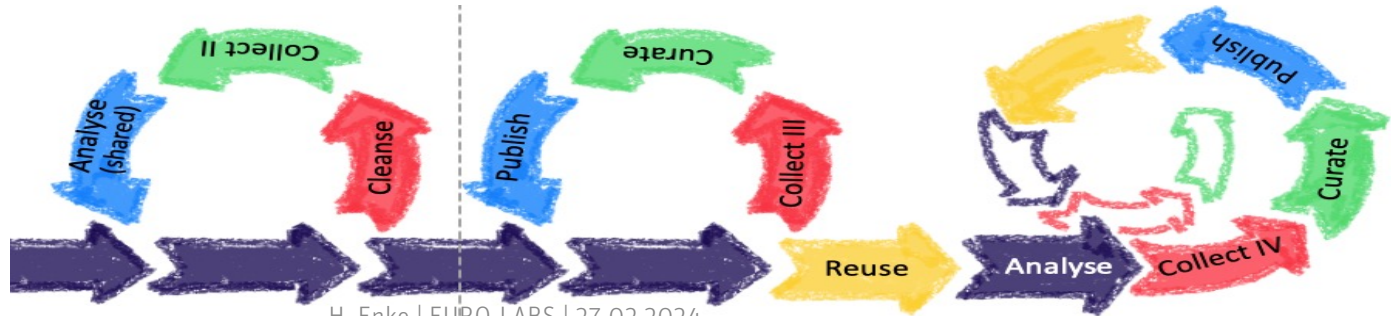 Collect II
Analyse
(shared)
Cleanse
Curate
Publish
Collect III
Reuse
Publish
Curate
Collect IV
Analyse
H. Enke | EURO-LABS | 27.02.2024